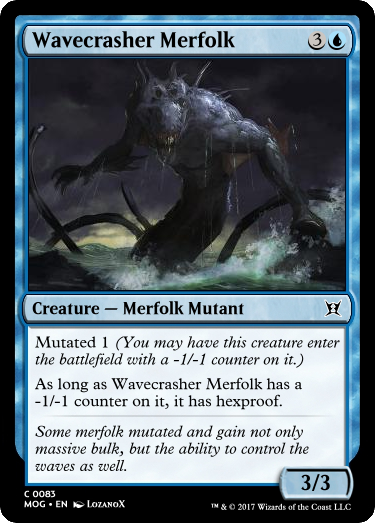 Wavecrasher Merfolk 3
Creature — Merfolk Mutant
Mutated 1 (You may have this creature enter
the battlefield with a -1/-1 counter on it.)
As long as Wavecrasher Merfolk has a
-1/-1 counter on it, it has hexproof.
Some merfolk mutated and gain not only
massive bulk, but the ability to control the
waves as well.
3/3
C 0083
MOG • EN LozanoX
™ & © 2017 Wizards of the Coast LLC